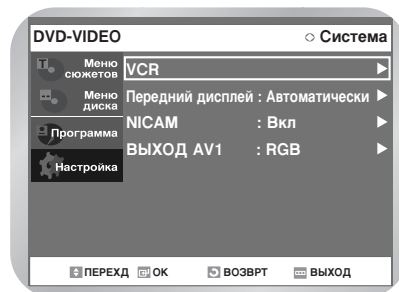 DVD-VIDEO
Система
Меню сюжетов
VCR
Меню диска
Передний дисплей : Автоматически
Программа
NICAM : Вкл
Настройка
ВЫХОД AV1 : RGB
ПЕРЕХД OK ВОЗВРТ ВЫХОД